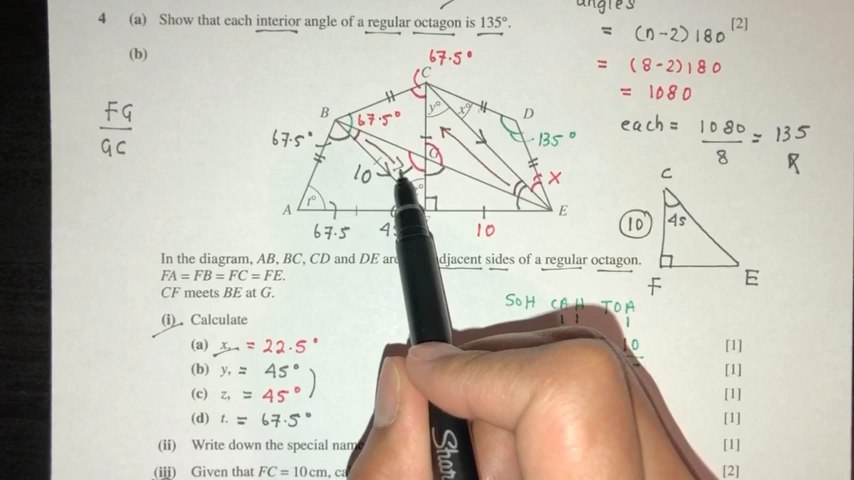 angles
4 (a) Show that each interior angle of a regular octagon is 135°.
[2]
= (n-2)180
(b)
67.5°
C
= (8-2)180
= 1080
FG
GC
B
67.5°
y°
x°
D
each = 1080 = 135
8
R
67.5°
135°
G
10
x
C
A
t°
E
10
45
67.5
10
F
E
In the diagram, AB, BC, CD and DE are adjacent sides of a regular octagon.
FA = FB = FC = FE.
CF meets BE at G.
SOH CAH TOA
(i) Calculate
(a) x, = 22.5° [1]
(b) y, = 45° [1]
(c) z, = 45° [1]
(d) t. = 67.5° [1]
(ii) Write down the special [1]
(iii) Given that FC = 10 cm, [2]
Shar